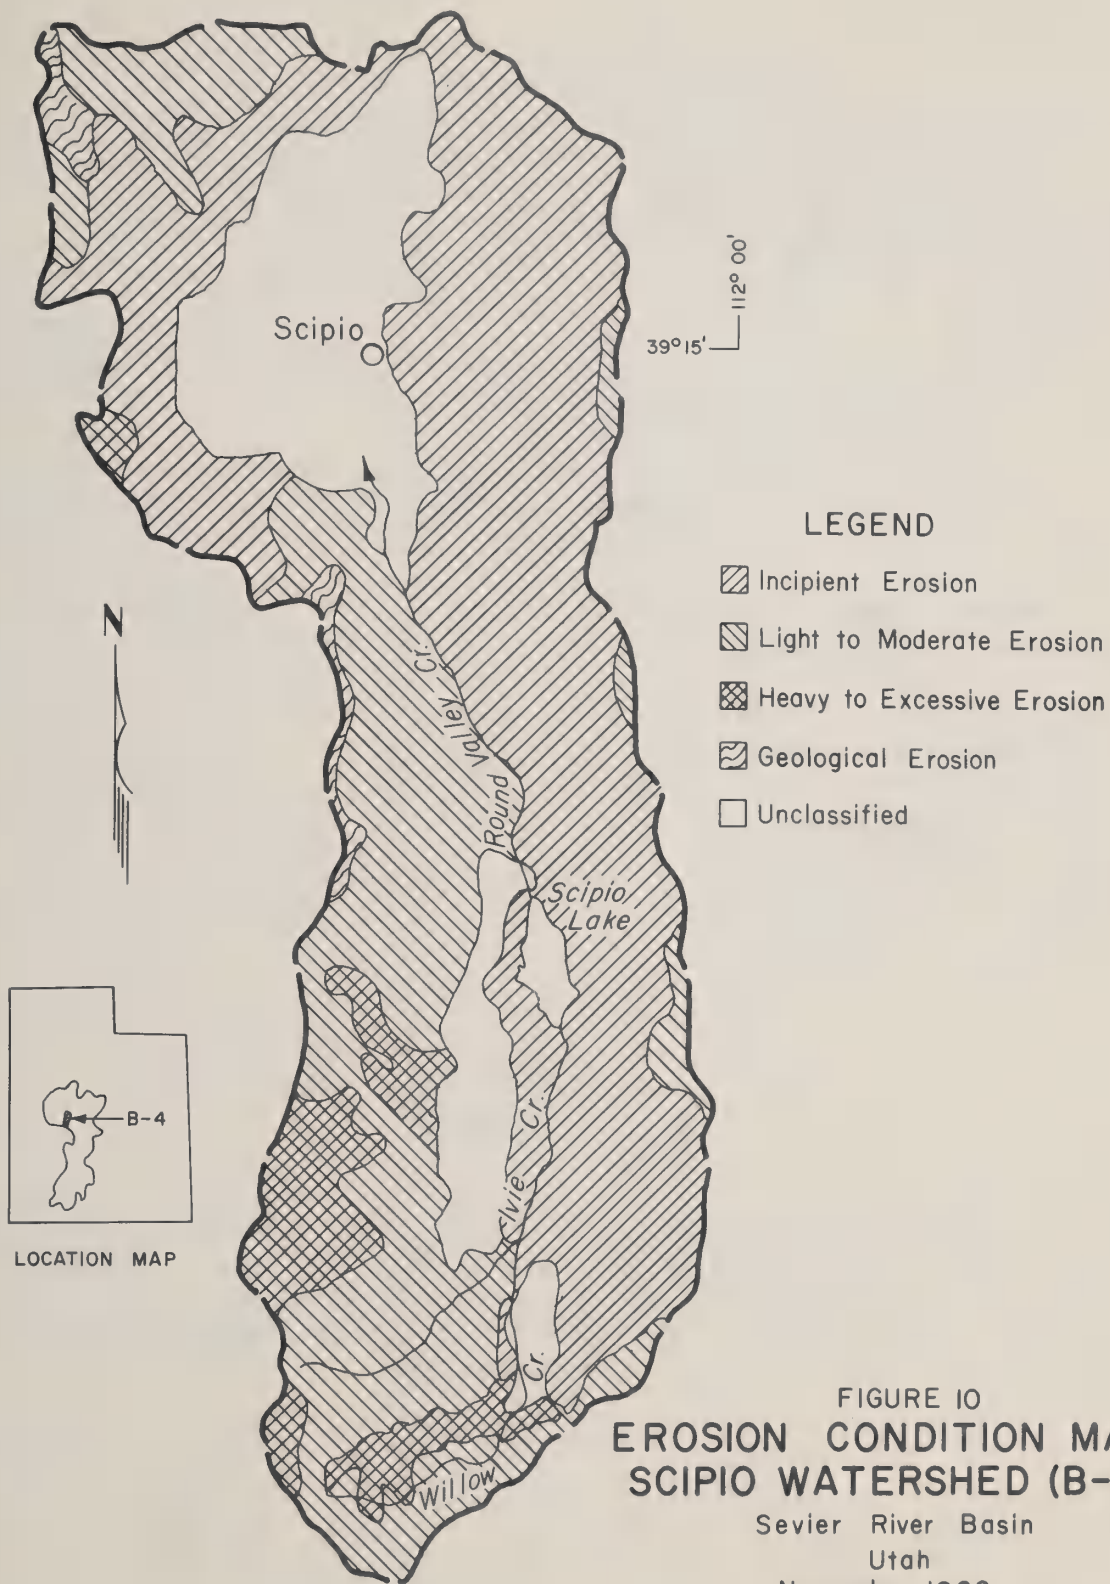 Scipio
112° 00'
39° 15'
LEGEND
Incipient Erosion
Light to Moderate Erosion
Heavy to Excessive Erosion
Geological Erosion
Unclassified
N
Round Valley Cr.
Scipio
Lake
Ivie Cr.
B-4
LOCATION MAP
Cr.
Willow
FIGURE 10
EROSION CONDITION
SCIPIO WATERSHED (B-
Sevier River Basin
Utah